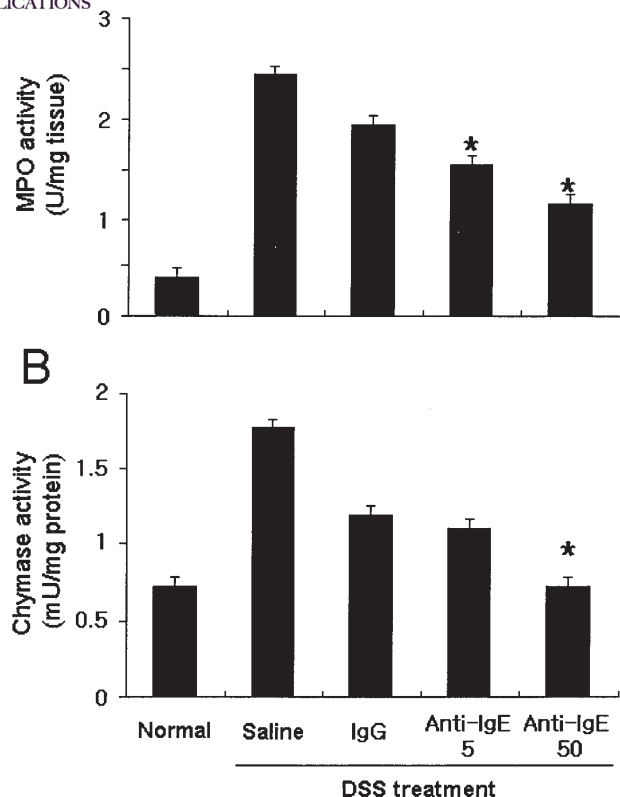 LICATIONS
3
2
1
0
MPO activity
(U/mg tissue)
*
*
B
2
1.5
1
0.5
0
Chymase activity
(mU/mg protein)
*
Normal Saline IgG Anti-IgE Anti-IgE
5 50
DSS treatment